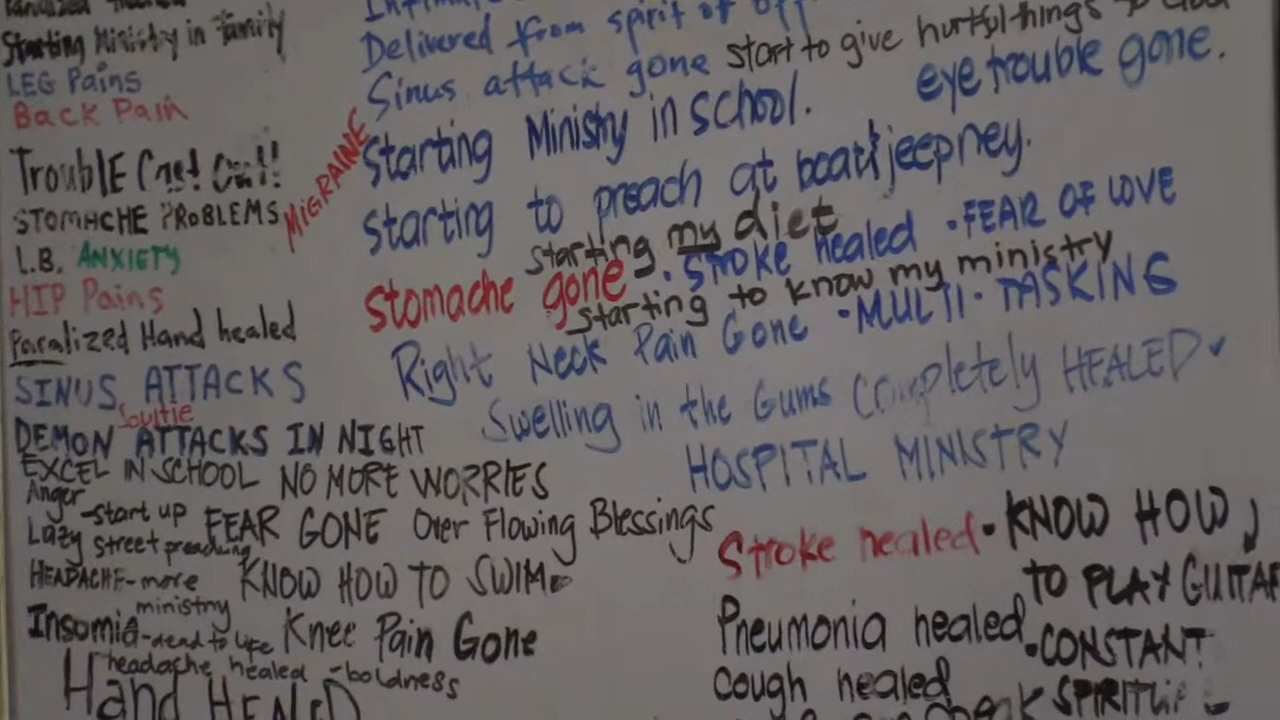 Starting Ministry in family
LEG Pains
Back Pain
TroublE Cast Out!
STOMACHE PROBLEMS
L.B. ANXIETY
HIP Pains
Paralized Hand healed
SINUS ATTACKS
DEMON ATTACKS IN NIGHT
EXCEL IN SCHOOL NO MORE WORRIES
Anger -start up
Lazy street preaching
FEAR GONE Over Flowing Blessings
HEADACHE-more ministry
KNOW HOW TO SWIM
Insomia-dead to life
Knee Pain Gone
headache healed -boldness
Hand HEALED
MIGRAINE
Delivered from spirit of
Sinus attack gone
start to give hurtful things to God
eye trouble gone.
Starting Ministry in school.
starting to preach at boat/jeepney.
starting my diet
Stomache gone
. Stroke healed
·FEAR OF LOVE
starting to know my ministry
Right Neck Pain Gone
·MULTI-TASKING
Swelling in the Gums Completely HEALED
HOSPITAL MINISTRY
Stroke healed
·KNOW HOW
TO PLAY GUITAR
Pneumonia healed
·CONSTANT
Cough healed